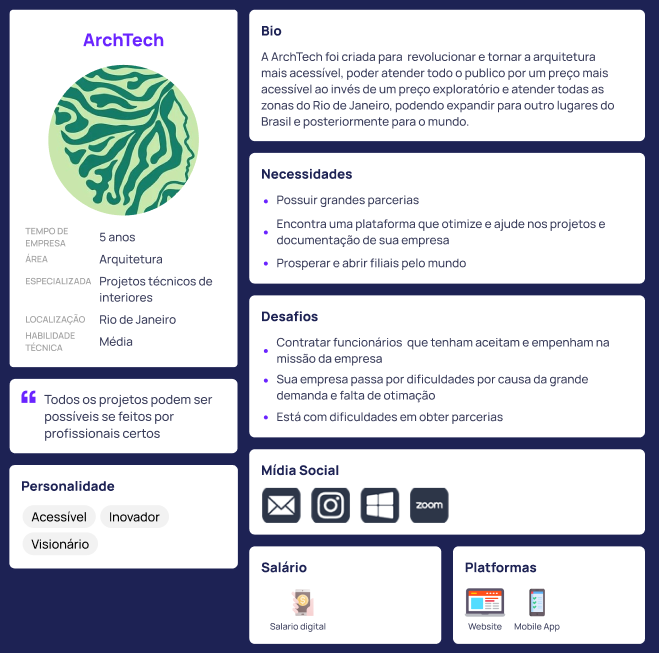 ArchTech
TEMPO DE
EMPRESA
5 anos
ÁREA
Arquitetura
ESPECIALIZADA
Projetos técnicos de
interiores
LOCALIZAÇÃO
Rio de Janeiro
HABILIDADE
TÉCNICA
Média
Todos os projetos podem ser
possíveis se feitos por
profissionais certos
Personalidade
Acessível
Inovador
Visionário
Bio
A ArchTech foi criada para  revolucionar e tornar a arquitetura
mais acessível, poder atender todo o publico por um preço mais
acessível ao invés de um preço exploratório e atender todas as
zonas do Rio de Janeiro, podendo expandir para outro lugares do
Brasil e posteriormente para o mundo.
Necessidades
Possuir grandes parcerias
Encontra uma plataforma que otimize e ajude nos projetos e
documentação de sua empresa
Prosperar e abrir filiais pelo mundo
Desafios
Contratar funcionários  que tenham aceitam e empenham na
missão da empresa
Sua empresa passa por dificuldades por causa da grande
demanda e falta de otimação
Está com dificuldades em obter parcerias
Mídia Social
zoom
Salário
Salario digital
Platformas
Website
Mobile App